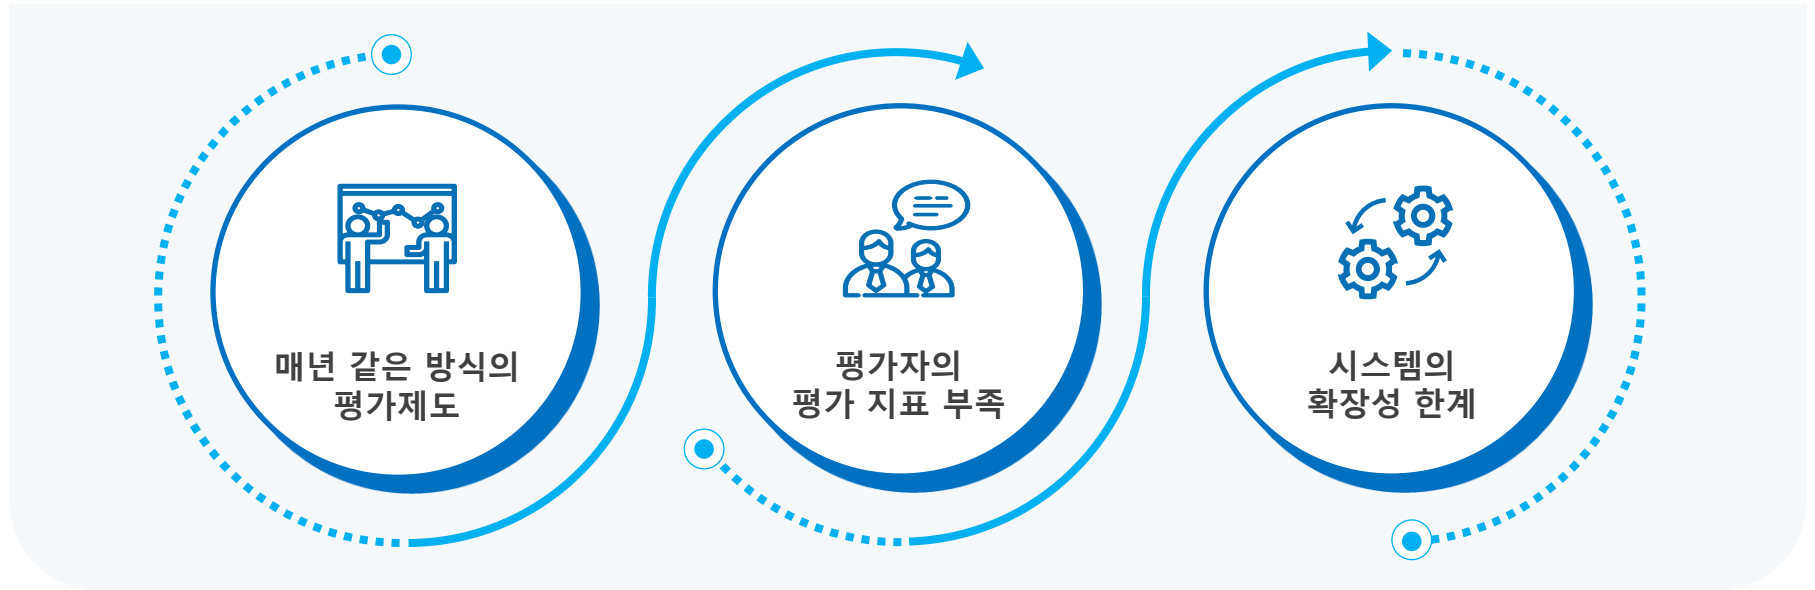 매년 같은 방식의
평가제도
평가자의
평가 지표 부족
시스템의
확장성 한계